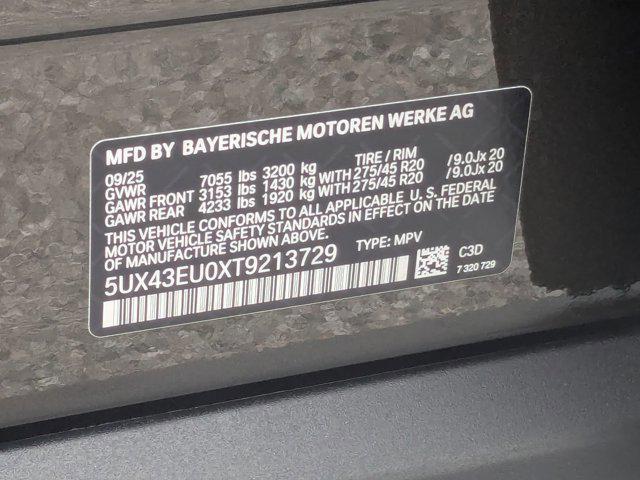 MFD BY BAYERISCHE MOTOREN WERKE AG
09/25 TIRE / RIM
GVWR 7055 lbs 3200 kg
GAWR FRONT 3153 lbs 1430 kg WITH 275/45 R20 / 9.0Jx 20
GAWR REAR 4233 lbs 1920 kg WITH 275/45 R20 / 9.0Jx 20
THIS VEHICLE CONFORMS TO ALL APPLICABLE U. S. FEDERAL
MOTOR VEHICLE SAFETY STANDARDS IN EFFECT ON THE DATE
OF MANUFACTURE SHOWN ABOVE.
5UX43EU0XT9213729 TYPE: MPV C3D
7 320 729